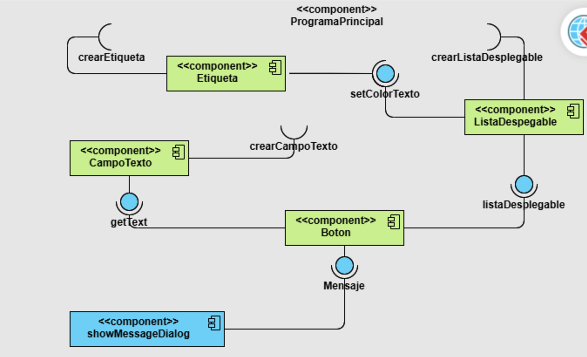 <<component>>
ProgramaPrincipal
crearEtiqueta
crearListaDesplegable
<<component>>
Etiqueta
setColorTexto
<<component>>
ListaDespegable
crearCampoTexto
<<component>>
CampoTexto
listaDesplegable
getText
<<component>>
Boton
Mensaje
<<component>>
showMessageDialog